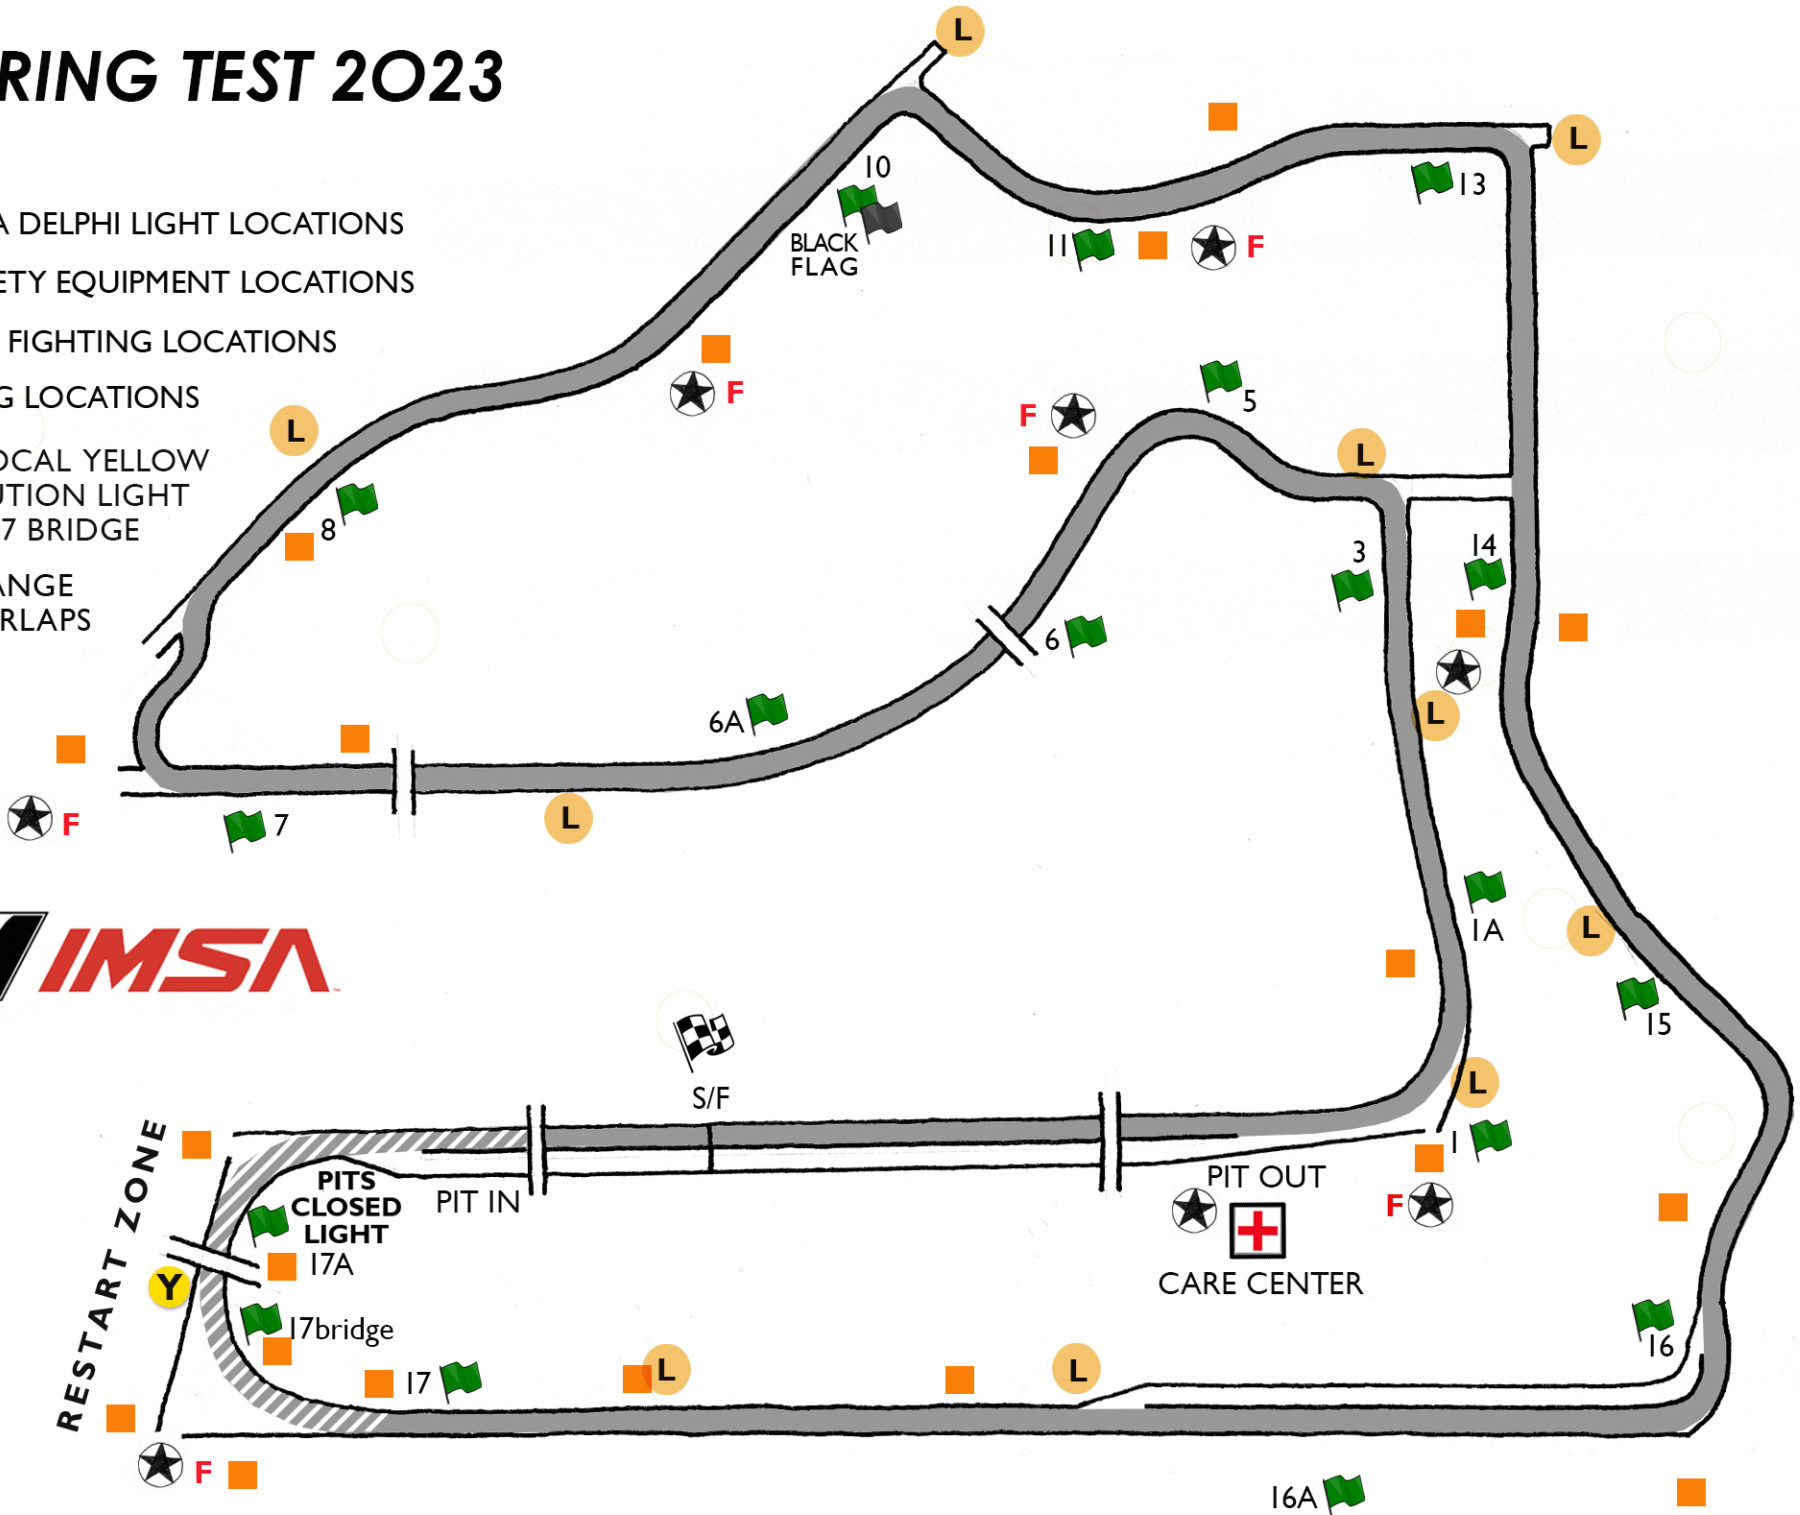 RING TEST 2023
A DELPHI LIGHT LOCATIONS
ETY EQUIPMENT LOCATIONS
FIGHTING LOCATIONS
G LOCATIONS
OCAL YELLOW
UTION LIGHT
7 BRIDGE
ANGE
RLAPS
L
L
10
BLACK
FLAG
13
11
F
F
5
F
L
L
8
3
14
6
6A
L
F
7
L
IMSA
1A
L
15
S/F
L
1
RESTART ZONE
PITS
CLOSED
LIGHT
PIT IN
PIT OUT
F
17A
CARE CENTER
Y
17bridge
16
17
L
L
F
16A